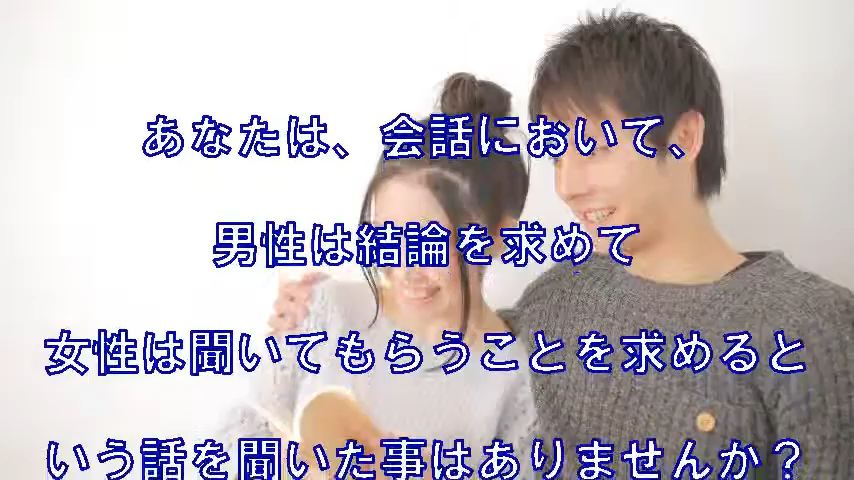 あなたは、会話において、
男性は結論を求めて
女性は聞いてもらうことを求めると
いう話を聞いた事はありませんか？